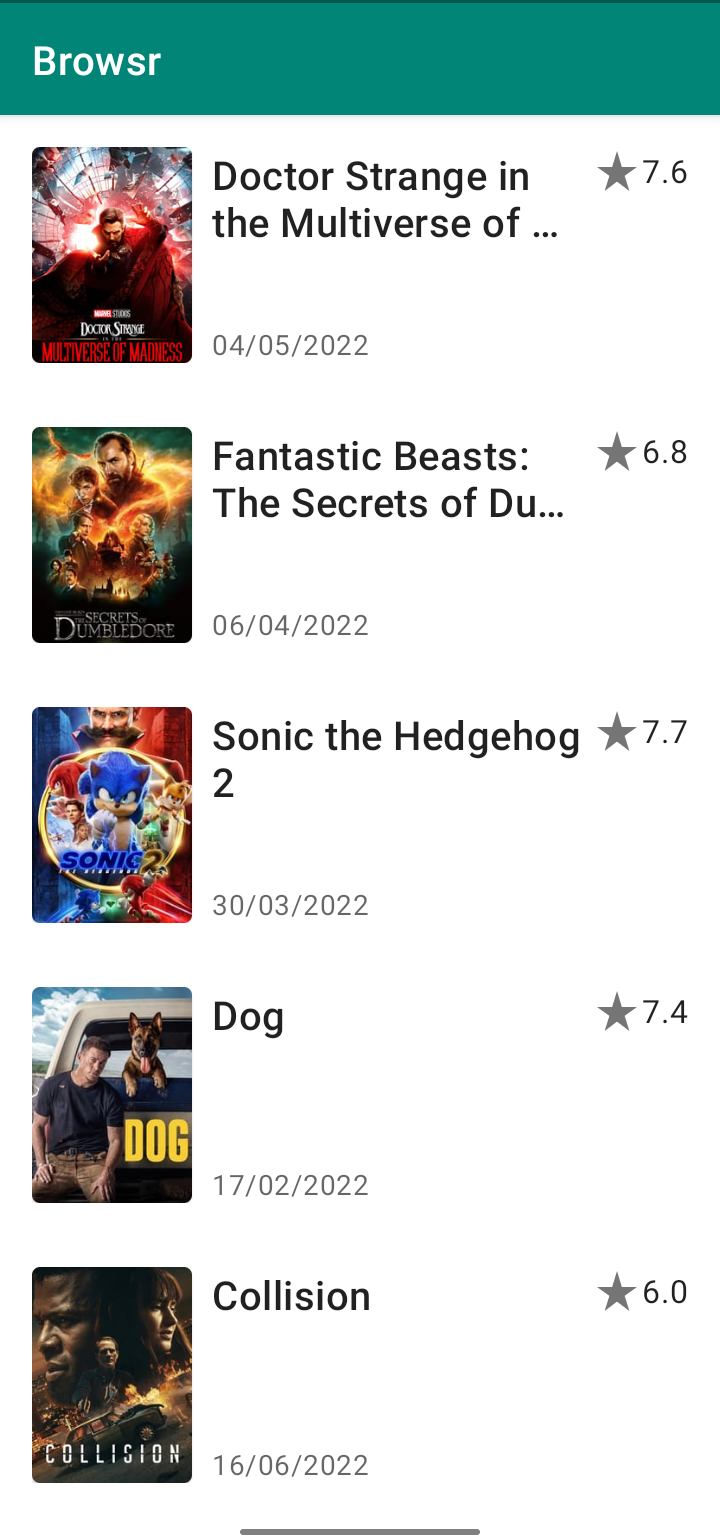 Browsr
MARVEL STUDIOS
DOCTOR STRANGE
IN THE
MULTIVERSE OF MADNESS
Doctor Strange in
the Multiverse of ...
7.6
04/05/2022
THE SECRETS OF
DUMBLEDORE
Fantastic Beasts:
The Secrets of Du...
6.8
06/04/2022
SONIC 2
THE HEDGEHOG
Sonic the Hedgehog
2
7.7
30/03/2022
DOG
Dog
7.4
17/02/2022
COLLISION
Collision
6.0
16/06/2022